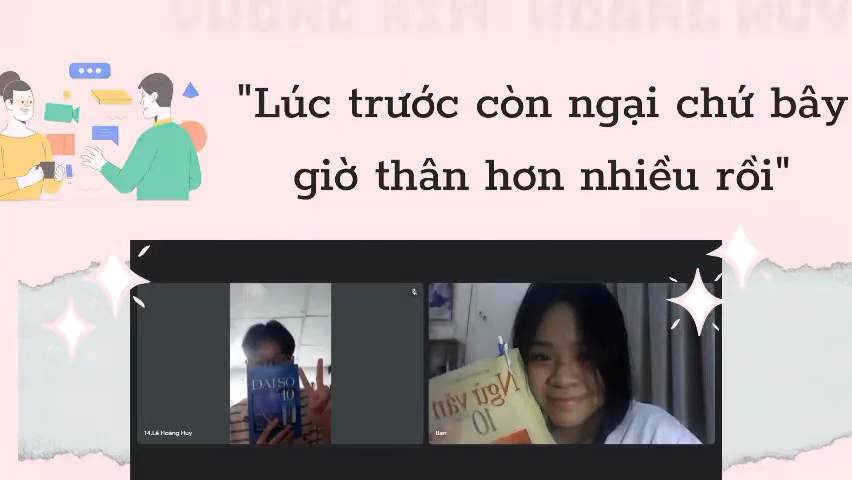 "Lúc trước còn ngại chứ bây
giờ thân hơn nhiều rồi"
ĐẠI SỐ
10
14.Lê Hoàng Huy
Ngữ văn
10
Bạn